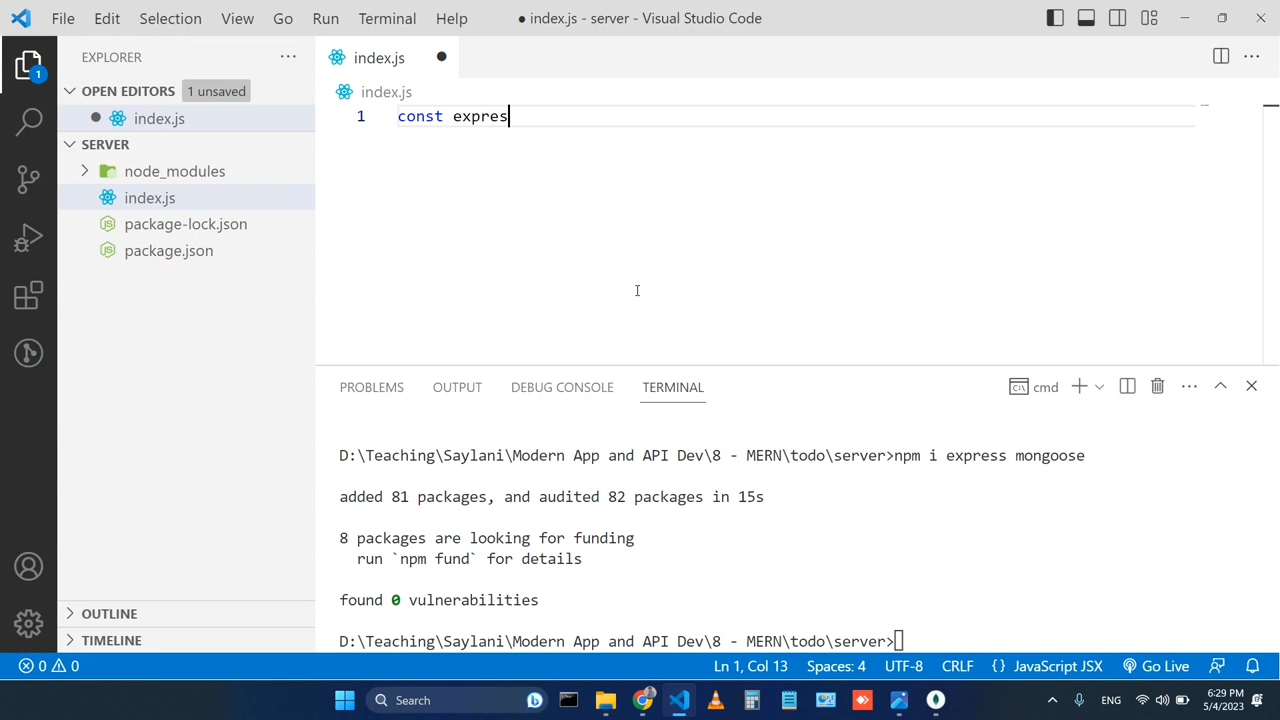 File Edit Selection View Go Run Terminal Help
● index.js - server - Visual Studio Code
EXPLORER
OPEN EDITORS 1 unsaved
index.js
SERVER
node_modules
index.js
package-lock.json
package.json
OUTLINE
TIMELINE
1
index.js
index.js
1 const expres
PROBLEMS OUTPUT DEBUG CONSOLE TERMINAL
cmd
D:\Teaching\Saylani\Modern App and API Dev\8 - MERN\todo\server>npm i express mongoose
added 81 packages, and audited 82 packages in 15s
8 packages are looking for funding
run `npm fund` for details
found 0 vulnerabilities
D:\Teaching\Saylani\Modern App and API Dev\8 - MERN\todo\server>
0 0 Ln 1, Col 13 Spaces: 4 UTF-8 CRLF {} JavaScript JSX Go Live
Search
ENG
6:29 PM
5/4/2023